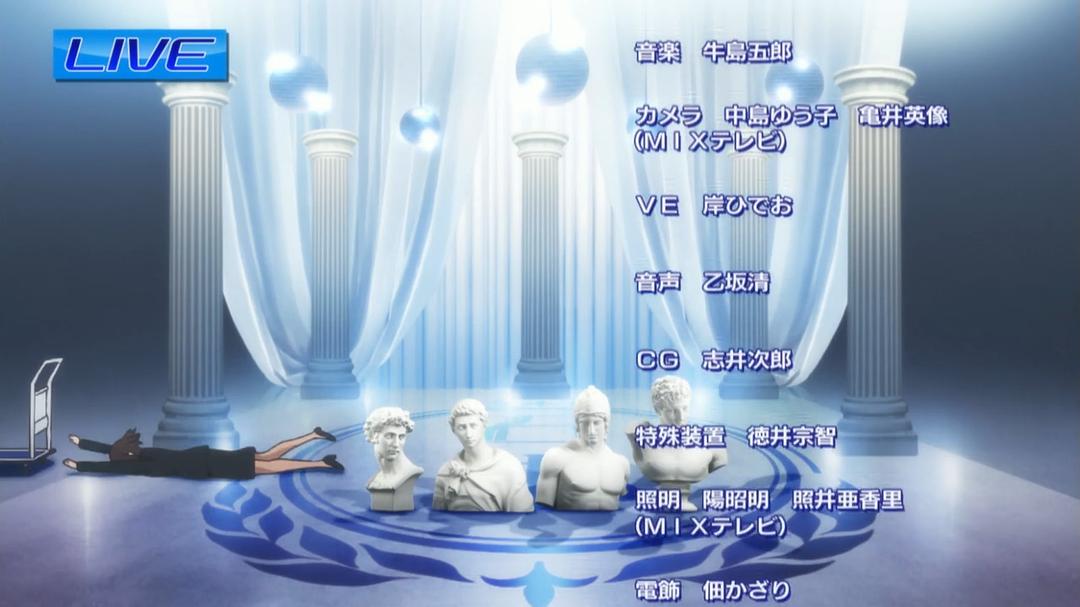 LIVE
音楽　牛島五郎
カメラ　中島ゆう子　亀井英像
(ＭＩＸテレビ)
ＶＥ　岸ひでお
音声　乙坂清
ＣＧ　志井次郎
特殊装置　徳井宗智
照明　陽昭明　照井亜香里
(ＭＩＸテレビ)
電飾　佃かざり